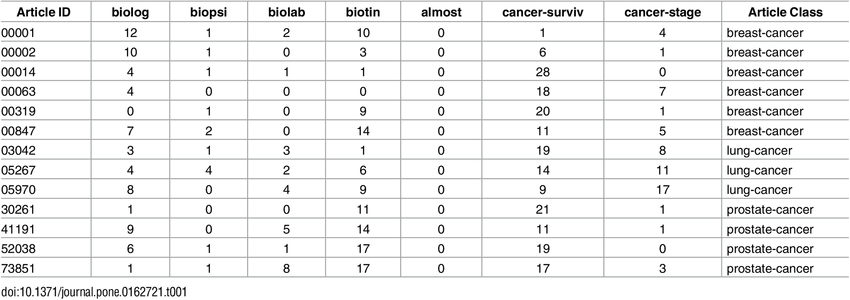 Article ID biolog biopsi biolab biotin almost cancer-surviv cancer-stage Article Class
00001 12 1 2 10 0 1 4 breast-cancer
00002 10 1 0 3 0 6 1 breast-cancer
00014 4 1 1 1 0 28 0 breast-cancer
00063 4 0 0 0 0 18 7 breast-cancer
00319 0 1 0 9 0 20 1 breast-cancer
00847 7 2 0 14 0 11 5 breast-cancer
03042 3 1 3 1 0 19 8 lung-cancer
05267 4 4 2 6 0 14 11 lung-cancer
05970 8 0 4 9 0 9 17 lung-cancer
30261 1 0 0 11 0 21 1 prostate-cancer
41191 9 0 5 14 0 11 1 prostate-cancer
52038 6 1 1 17 0 19 0 prostate-cancer
73851 1 1 8 17 0 17 3 prostate-cancer
doi:10.1371/journal.pone.0162721.t001